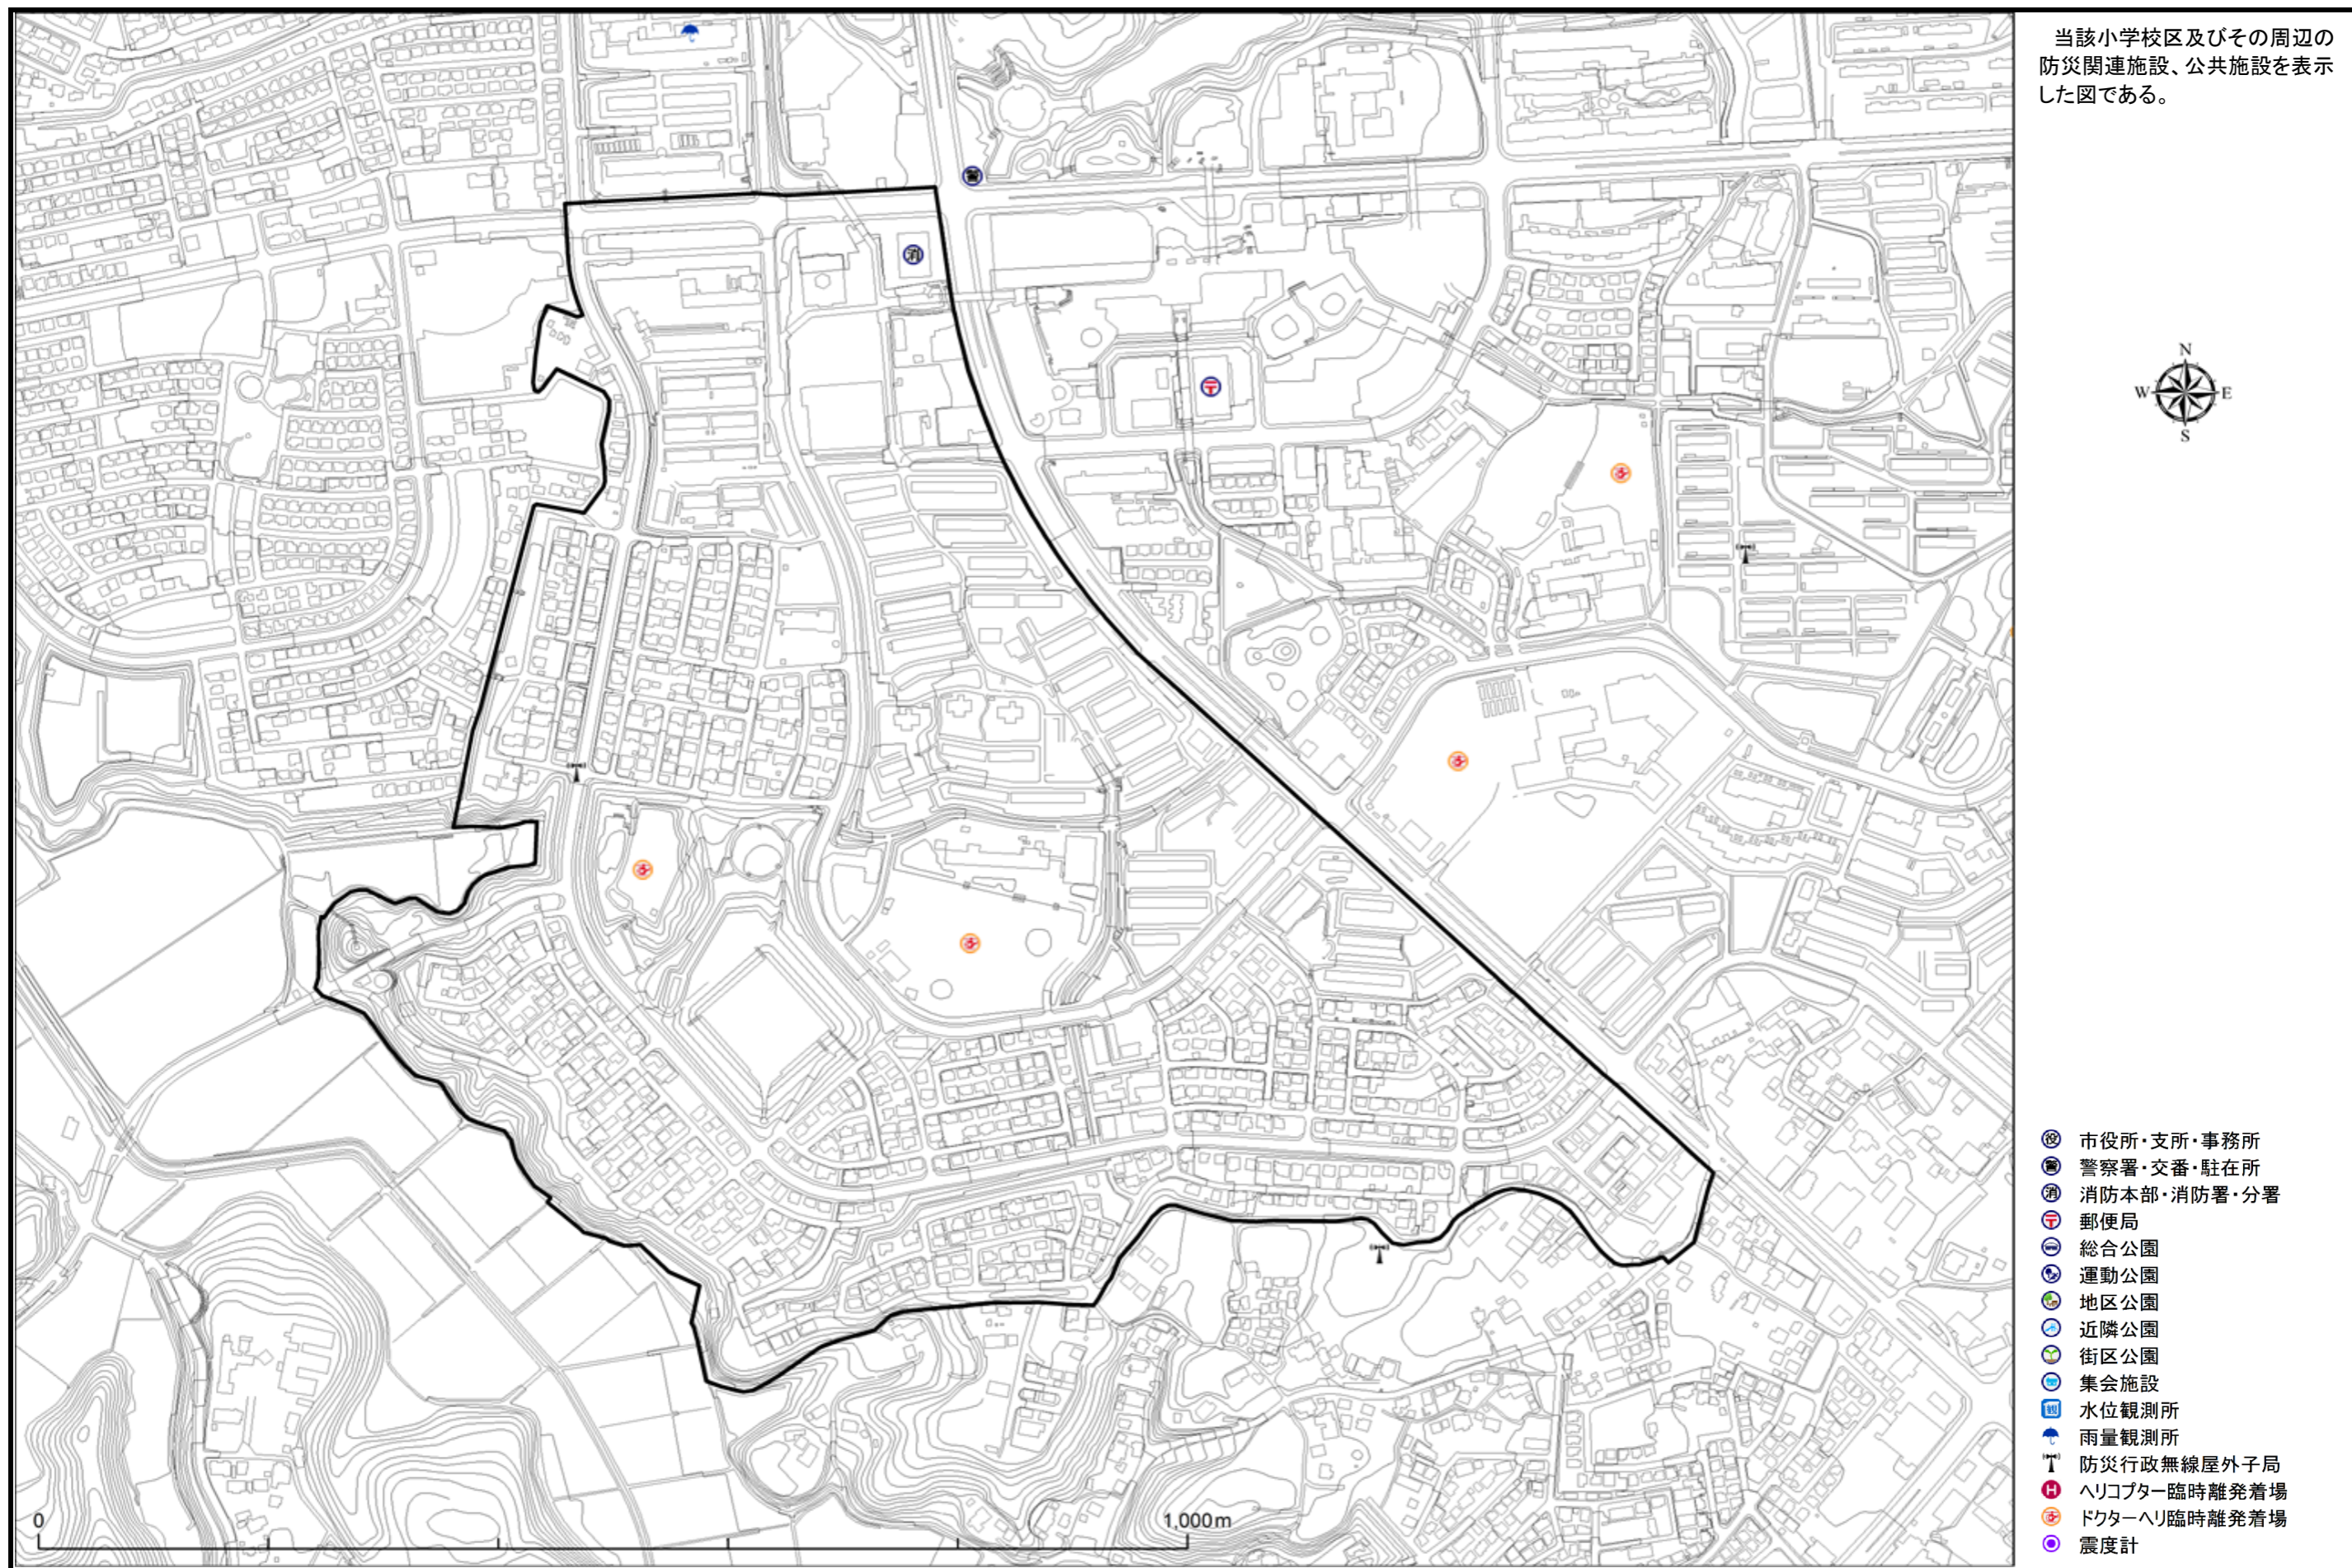 当該小学校区及びその周辺の
防災関連施設、公共施設を表示
した図である。
N
W E
S
消
〒
0
1,000m
役 市役所・支所・事務所
警 警察署・交番・駐在所
消 消防本部・消防署・分署
〒 郵便局
総合公園
運動公園
地区公園
近隣公園
街区公園
集会施設
観 水位観測所
雨量観測所
防災行政無線屋外子局
H ヘリコプター臨時離発着場
ドクターヘリ臨時離発着場
震度計